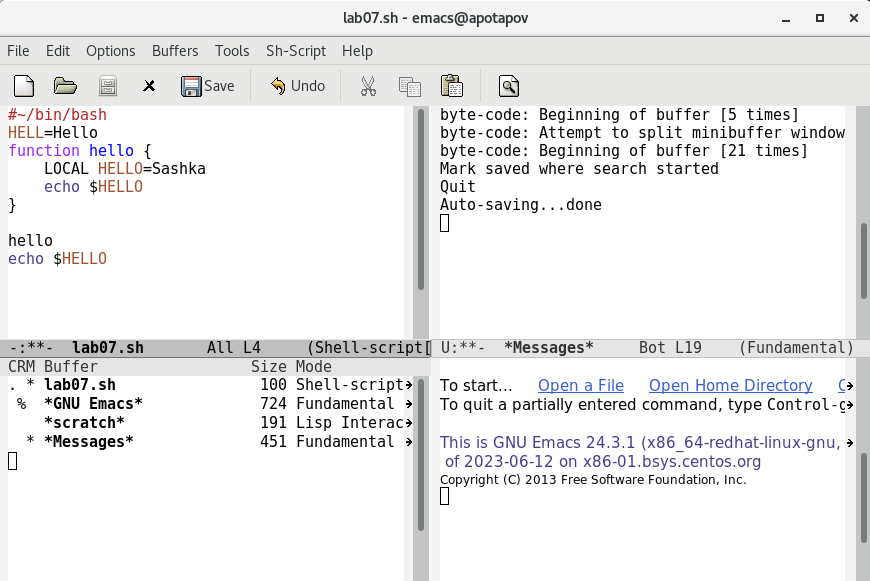 lab07.sh - emacs@apotapov
File Edit Options Buffers Tools Sh-Script Help
Save Undo
#~/bin/bash
HELL=Hello
function hello {
    LOCAL HELLO=Sashka
    echo $HELLO
}
hello
echo $HELLO
-:**-  lab07.sh       All L4     (Shell-script[
byte-code: Beginning of buffer [5 times]
byte-code: Attempt to split minibuffer window
byte-code: Beginning of buffer [21 times]
Mark saved where search started
Quit
Auto-saving...done
U:**-  *Messages*     Bot L19    (Fundamental)
CRM Buffer              Size Mode
. * lab07.sh             100 Shell-script
 %  *GNU Emacs*          724 Fundamental
    *scratch*            191 Lisp Interac
  * *Messages*           451 Fundamental
To start...   Open a File   Open Home Directory
To quit a partially entered command, type Control-g
This is GNU Emacs 24.3.1 (x86_64-redhat-linux-gnu,
 of 2023-06-12 on x86-01.bsys.centos.org
Copyright (C) 2013 Free Software Foundation, Inc.